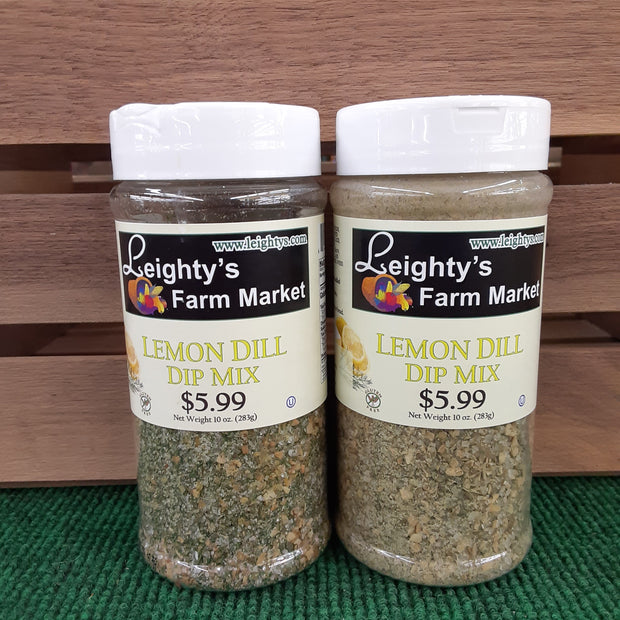 www.leightys.com
Leighty's
Farm Market
LEMON DILL
DIP MIX
$5.99
Net Weight 10 oz. (283g)
www.leightys.com
Leighty's
Farm Market
LEMON DILL
DIP MIX
$5.99
Net Weight 10 oz. (283g)